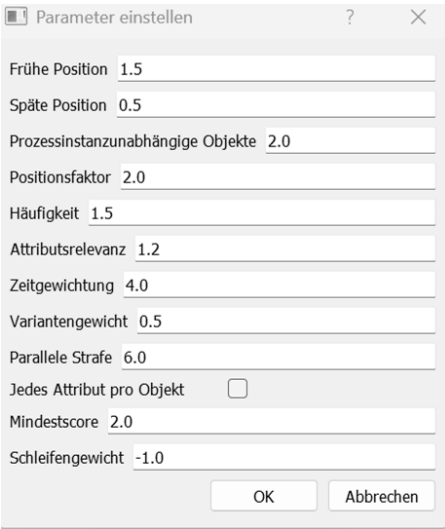 Parameter einstellen ?
Frühe Position 1.5
Späte Position 0.5
Prozessinstanzunabhängige Objekte 2.0
Positionsfaktor 2.0
Häufigkeit 1.5
Attributsrelevanz 1.2
Zeitgewichtung 4.0
Variantengewicht 0.5
Parallele Strafe 6.0
Jedes Attribut pro Objekt
Mindestscore 2.0
Schleifengewicht -1.0
OK Abbrechen